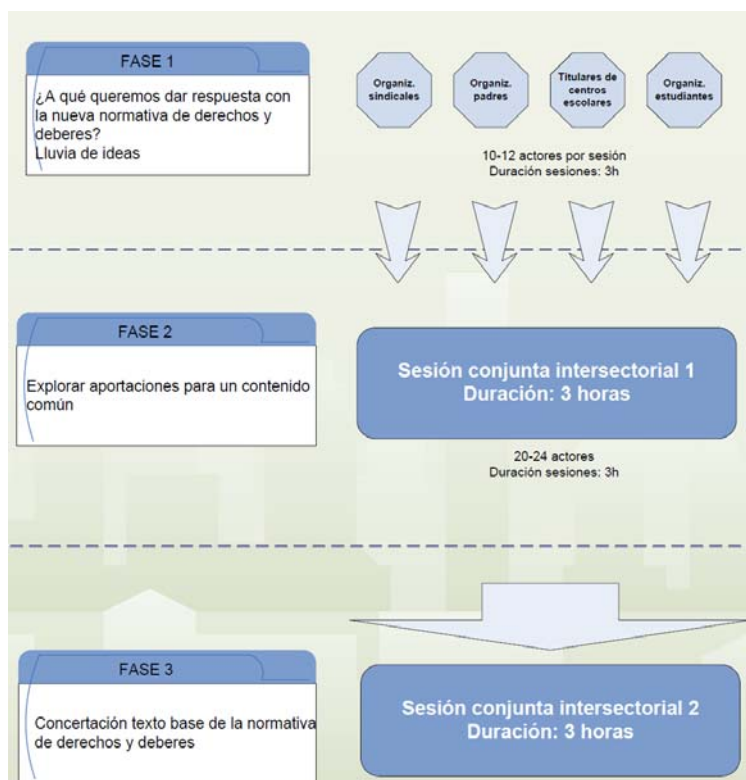 FASE 1
¿A qué queremos dar respuesta con
la nueva normativa de derechos y
deberes?
Lluvia de ideas
Organiz.
sindicales
Organiz.
padres
Titulares de
centros
escolares
Organiz.
estudiantes
10-12 actores por sesión
Duración sesiones: 3h
FASE 2
Explorar aportaciones para un contenido
común
Sesión conjunta intersectorial 1
Duración: 3 horas
20-24 actores
Duración sesiones: 3h
FASE 3
Concertación texto base de la normativa
de derechos y deberes
Sesión conjunta intersectorial 2
Duración: 3 horas